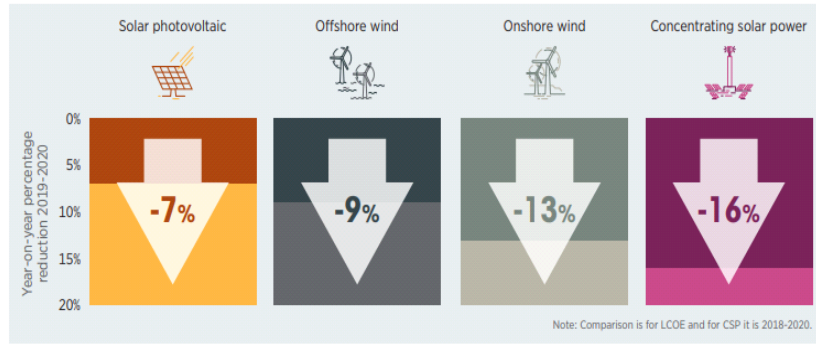 Solar photovoltaic Offshore wind Onshore wind Concentrating solar power
Year-on-year percentage
reduction 2019-2020
0%
5%
10%
15%
20%
-7% -9% -13% -16%
Note: Comparison is for LCOE and for CSP it is 2018-2020.